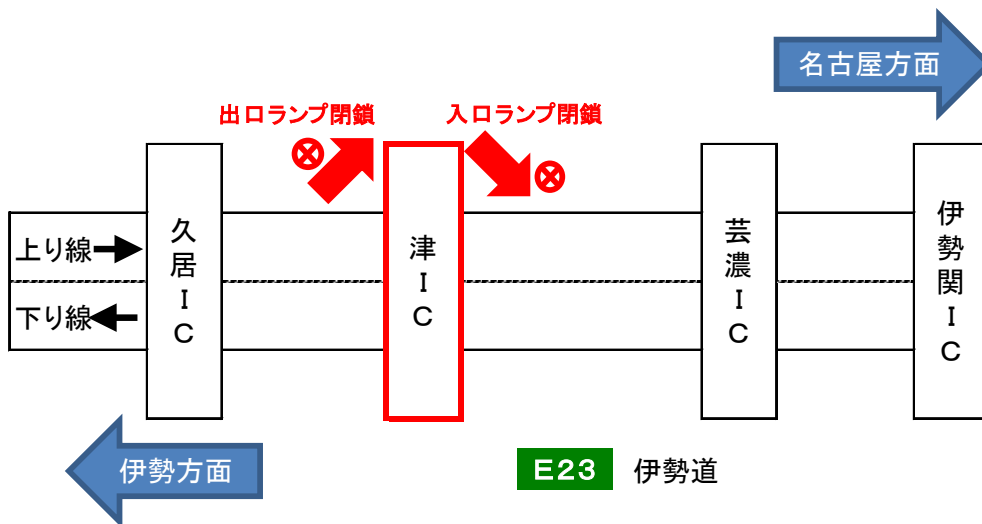 名古屋方面
出口ランプ閉鎖
入口ランプ閉鎖
上り線
下り線
久居IC
津IC
芸濃IC
伊勢関IC
伊勢方面
E23 伊勢道